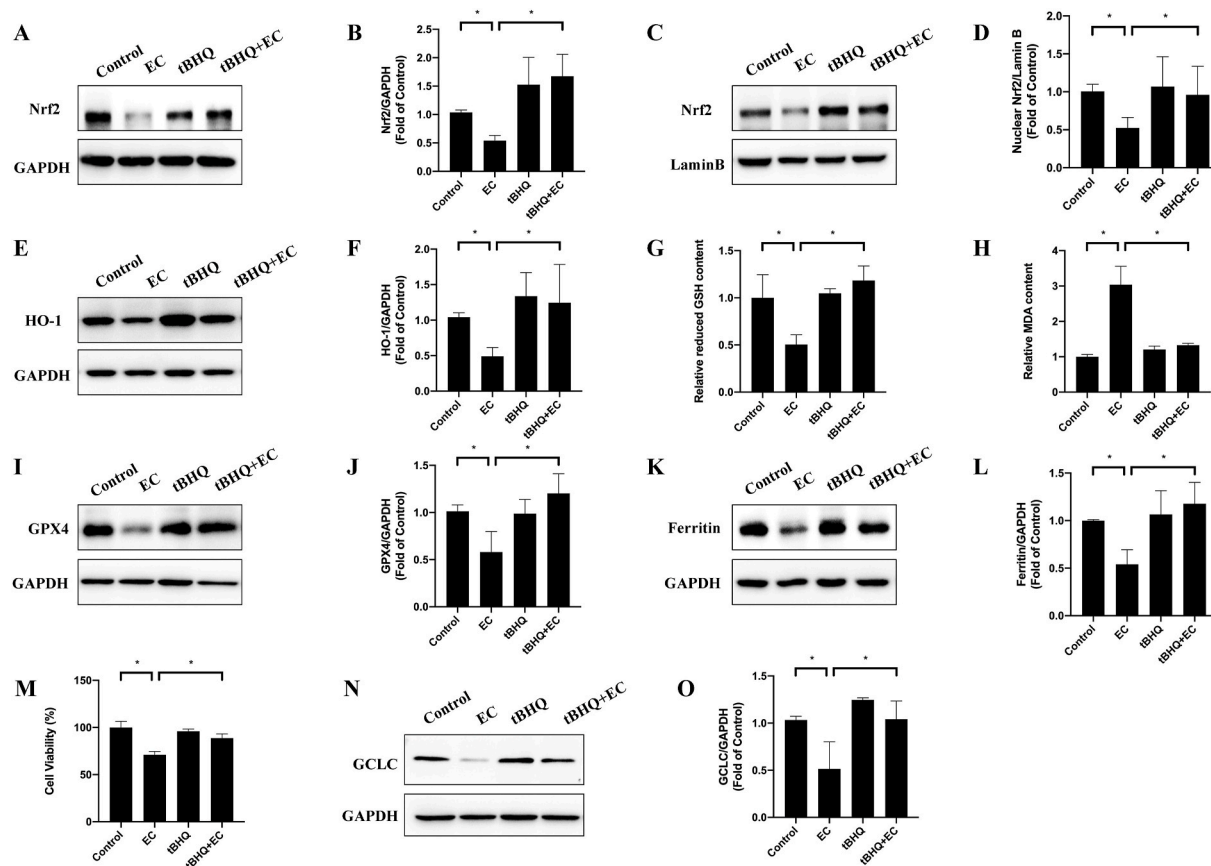 A
Control
EC
tBHQ
tBHQ+EC
Nrf2
GAPDH
B
*
*
Nrf2/GAPDH
(Fold of Control)
2.5
2.0
1.5
1.0
0.5
0.0
Control
EC
tBHQ
tBHQ+EC
C
Control
EC
tBHQ
tBHQ+EC
Nrf2
LaminB
D
*
*
Nuclear Nrf2/Lamin B
(Fold of Control)
2.0
1.5
1.0
0.5
0.0
Control
EC
tBHQ
tBHQ+EC
E
Control
EC
tBHQ
tBHQ+EC
HO-1
GAPDH
F
*
*
HO-1/GAPDH
(Fold of Control)
2.0
1.5
1.0
0.5
0.0
Control
EC
tBHQ
tBHQ+EC
G
*
*
Relative reduced GSH content
1.5
1.0
0.5
0.0
Control
EC
tBHQ
tBHQ+EC
H
*
*
Relative MDA content
4
3
2
1
0
Control
EC
tBHQ
tBHQ+EC
I
Control
EC
tBHQ
tBHQ+EC
GPX4
GAPDH
J
*
*
GPX4/GAPDH
(Fold of Control)
1.5
1.0
0.5
0.0
Control
EC
tBHQ
tBHQ+EC
K
Control
EC
tBHQ
tBHQ+EC
Ferritin
GAPDH
L
*
*
Ferritin/GAPDH
(Fold of Control)
1.5
1.0
0.5
0.0
Control
EC
tBHQ
tBHQ+EC
M
*
*
Cell Viability (%)
150
100
50
0
Control
EC
tBHQ
tBHQ+EC
N
Control
EC
tBHQ
tBHQ+EC
GCLC
GAPDH
O
*
*
GCLC/GAPDH
(Fold of Control)
1.5
1.0
0.5
0.0
Control
EC
tBHQ
tBHQ+EC